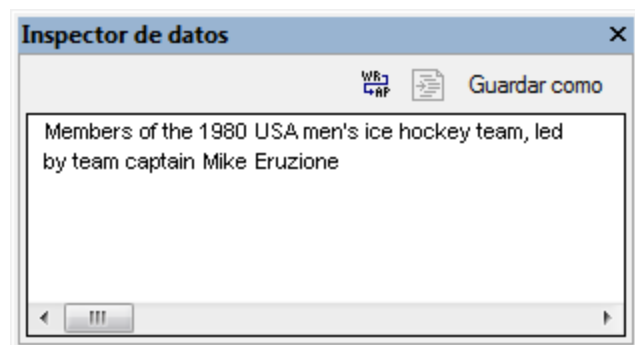 Inspector de datos
WRAP
Guardar como
Members of the 1980 USA men's ice hockey team, led
by team captain Mike Eruzione